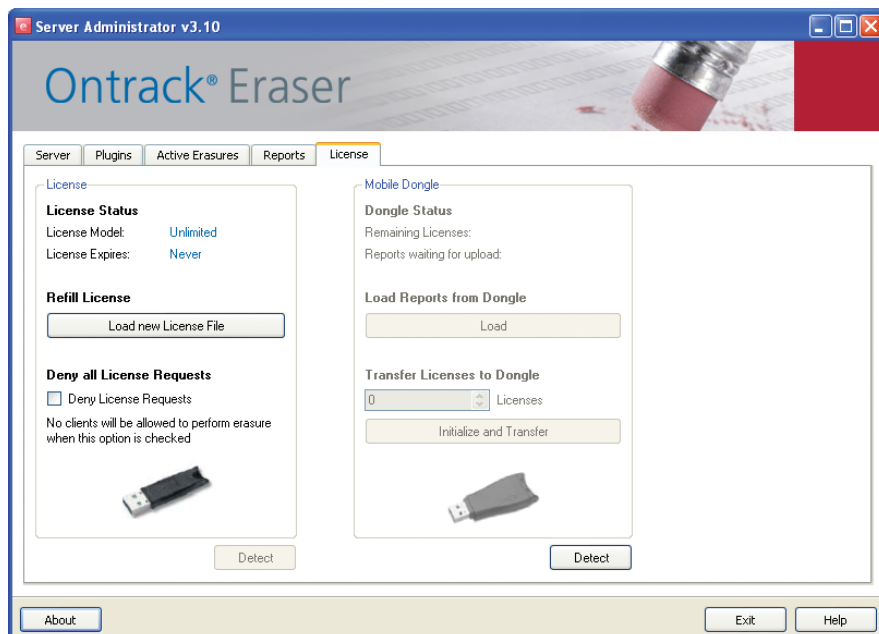 Server Administrator v3.10
Ontrack® Eraser
Server Plugins Active Erasures Reports License
License
License Status
License Model: Unlimited
License Expires: Never
Refill License
Load new License File
Deny all License Requests
Deny License Requests
No clients will be allowed to perform erasure
when this option is checked
Detect
Mobile Dongle
Dongle Status
Remaining Licenses:
Reports waiting for upload:
Load Reports from Dongle
Load
Transfer Licenses to Dongle
0 Licenses
Initialize and Transfer
Detect
About Exit Help